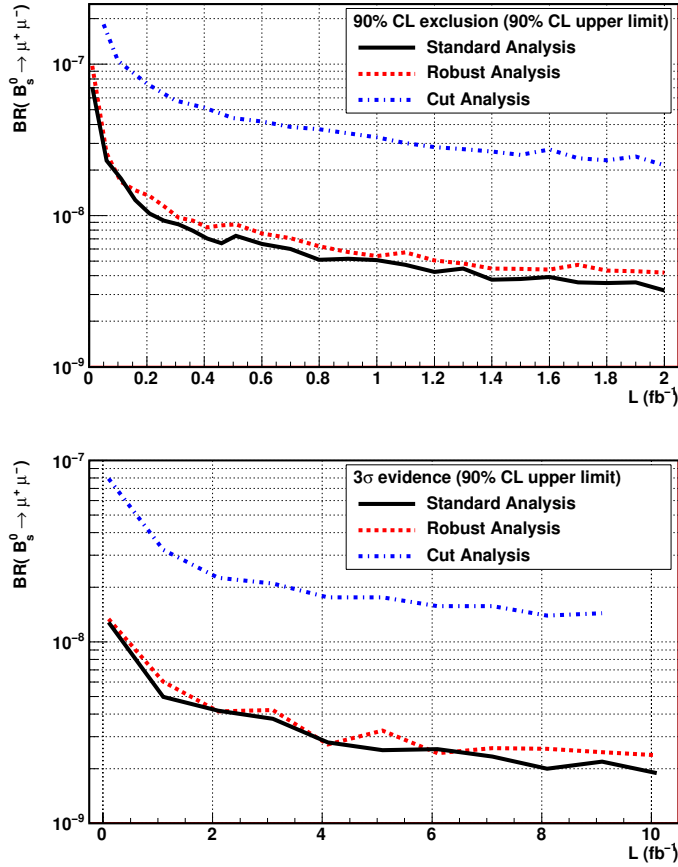 90% CL exclusion (90% CL upper limit)
Standard Analysis
Robust Analysis
Cut Analysis
BR( B⁰ₛ → μ⁺ μ⁻)
10⁻⁷
10⁻⁸
10⁻⁹
0 0.2 0.4 0.6 0.8 1 1.2 1.4 1.6 1.8 2
L (fb⁻¹)
3σ evidence (90% CL upper limit)
Standard Analysis
Robust Analysis
Cut Analysis
BR( B⁰ₛ → μ⁺ μ⁻)
10⁻⁷
10⁻⁸
10⁻⁹
0 2 4 6 8 10
L (fb⁻¹)